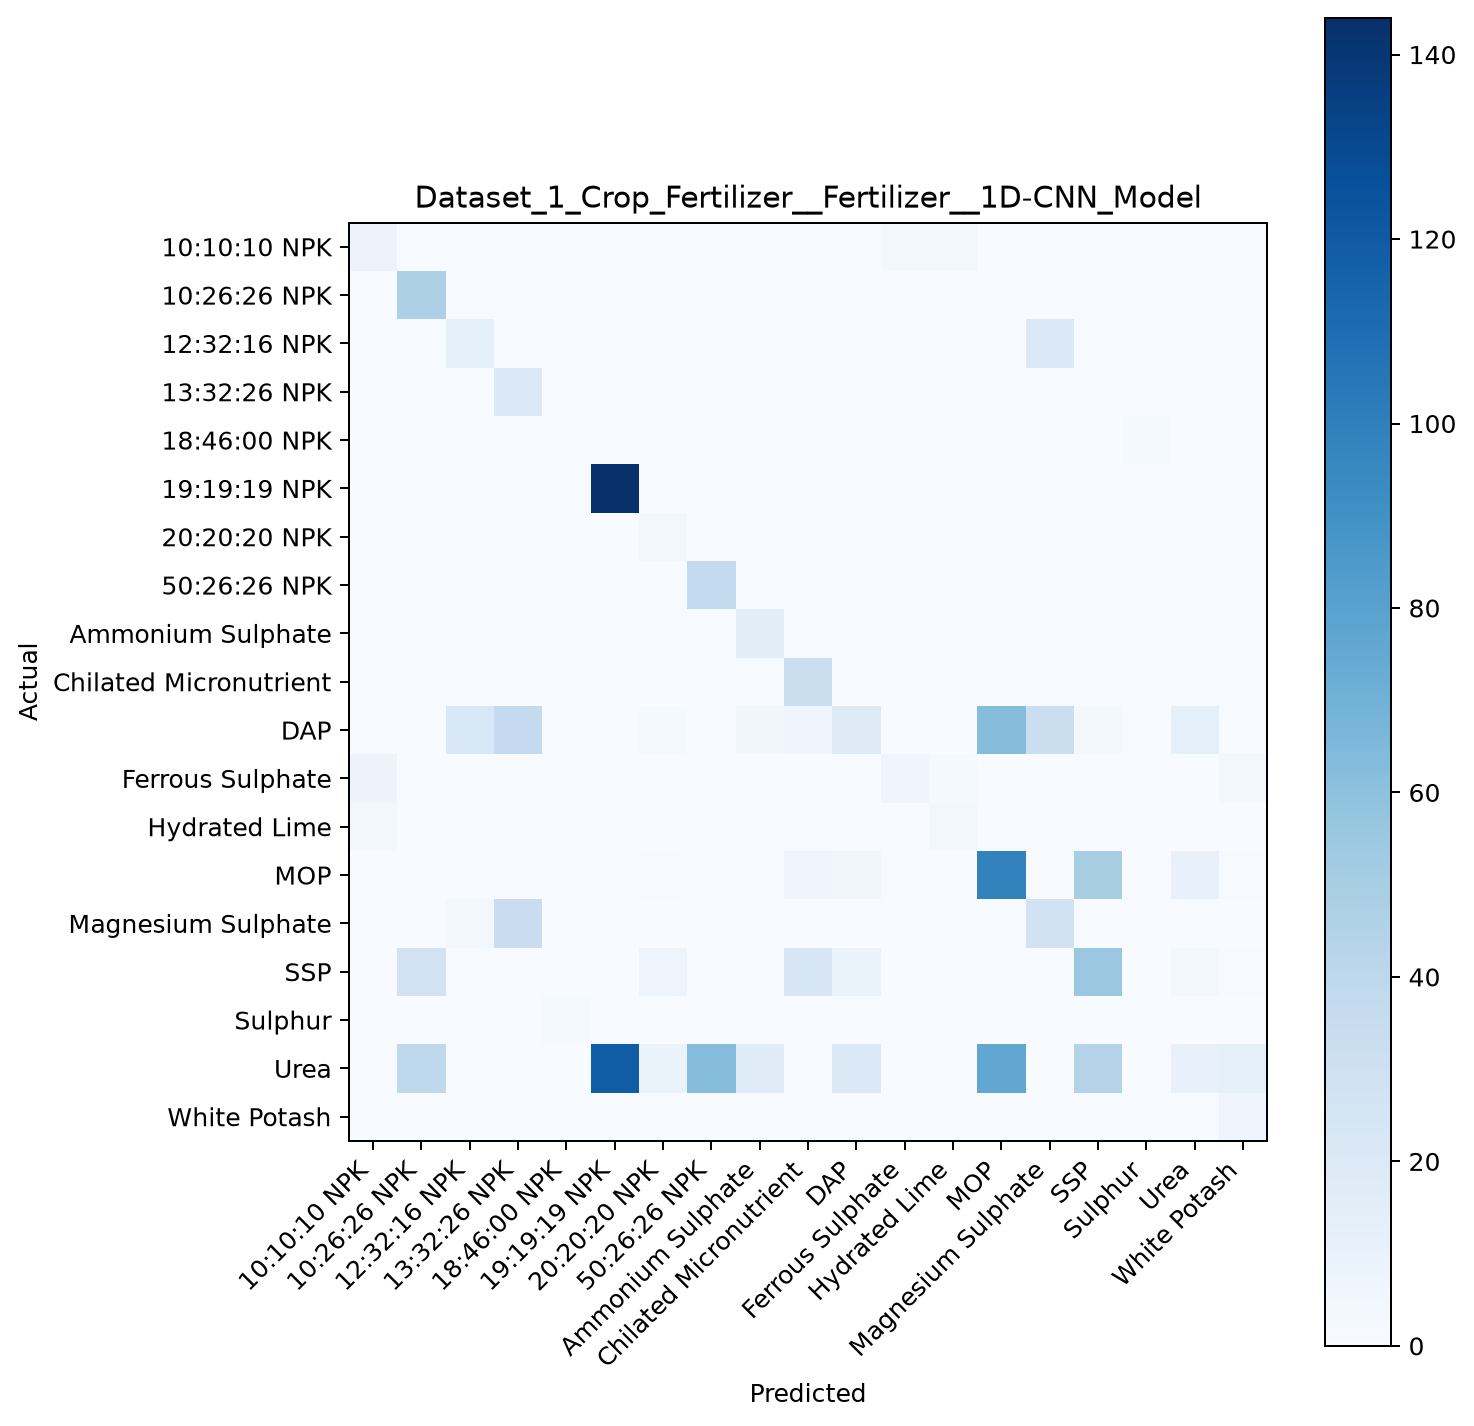 Dataset_1_Crop_Fertilizer__Fertilizer__1D-CNN_Model
Actual
10:10:10 NPK
10:26:26 NPK
12:32:16 NPK
13:32:26 NPK
18:46:00 NPK
19:19:19 NPK
20:20:20 NPK
50:26:26 NPK
Ammonium Sulphate
Chilated Micronutrient
DAP
Ferrous Sulphate
Hydrated Lime
MOP
Magnesium Sulphate
SSP
Sulphur
Urea
White Potash
10:10:10 NPK
10:26:26 NPK
12:32:16 NPK
13:32:26 NPK
18:46:00 NPK
19:19:19 NPK
20:20:20 NPK
50:26:26 NPK
Ammonium Sulphate
Chilated Micronutrient
DAP
Ferrous Sulphate
Hydrated Lime
MOP
Magnesium Sulphate
SSP
Sulphur
Urea
White Potash
Predicted
140
120
100
80
60
40
20
0